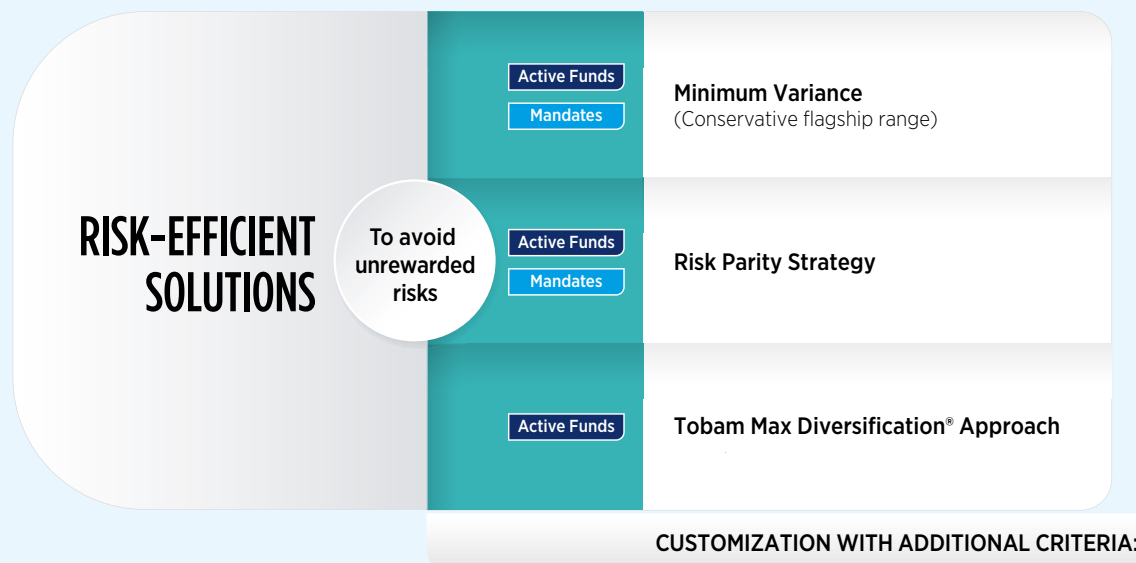 RISK-EFFICIENT
SOLUTIONS
To avoid
unrewarded
risks
Active Funds
Mandates
Minimum Variance
(Conservative flagship range)
Active Funds
Mandates
Risk Parity Strategy
Active Funds
Tobam Max Diversification® Approach
CUSTOMIZATION WITH ADDITIONAL CRITERIA: